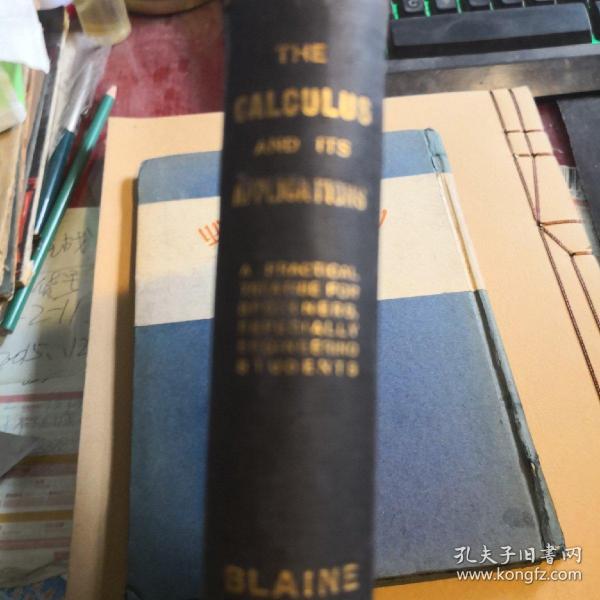 THE
CALCULUS
AND ITS
APPLICATIONS
A PRACTICAL
TREATISE FOR
BEGINNERS,
ESPECIALLY
ENGINEERING
STUDENTS
BLAINE
孔夫子旧书网
www.kongfz.com